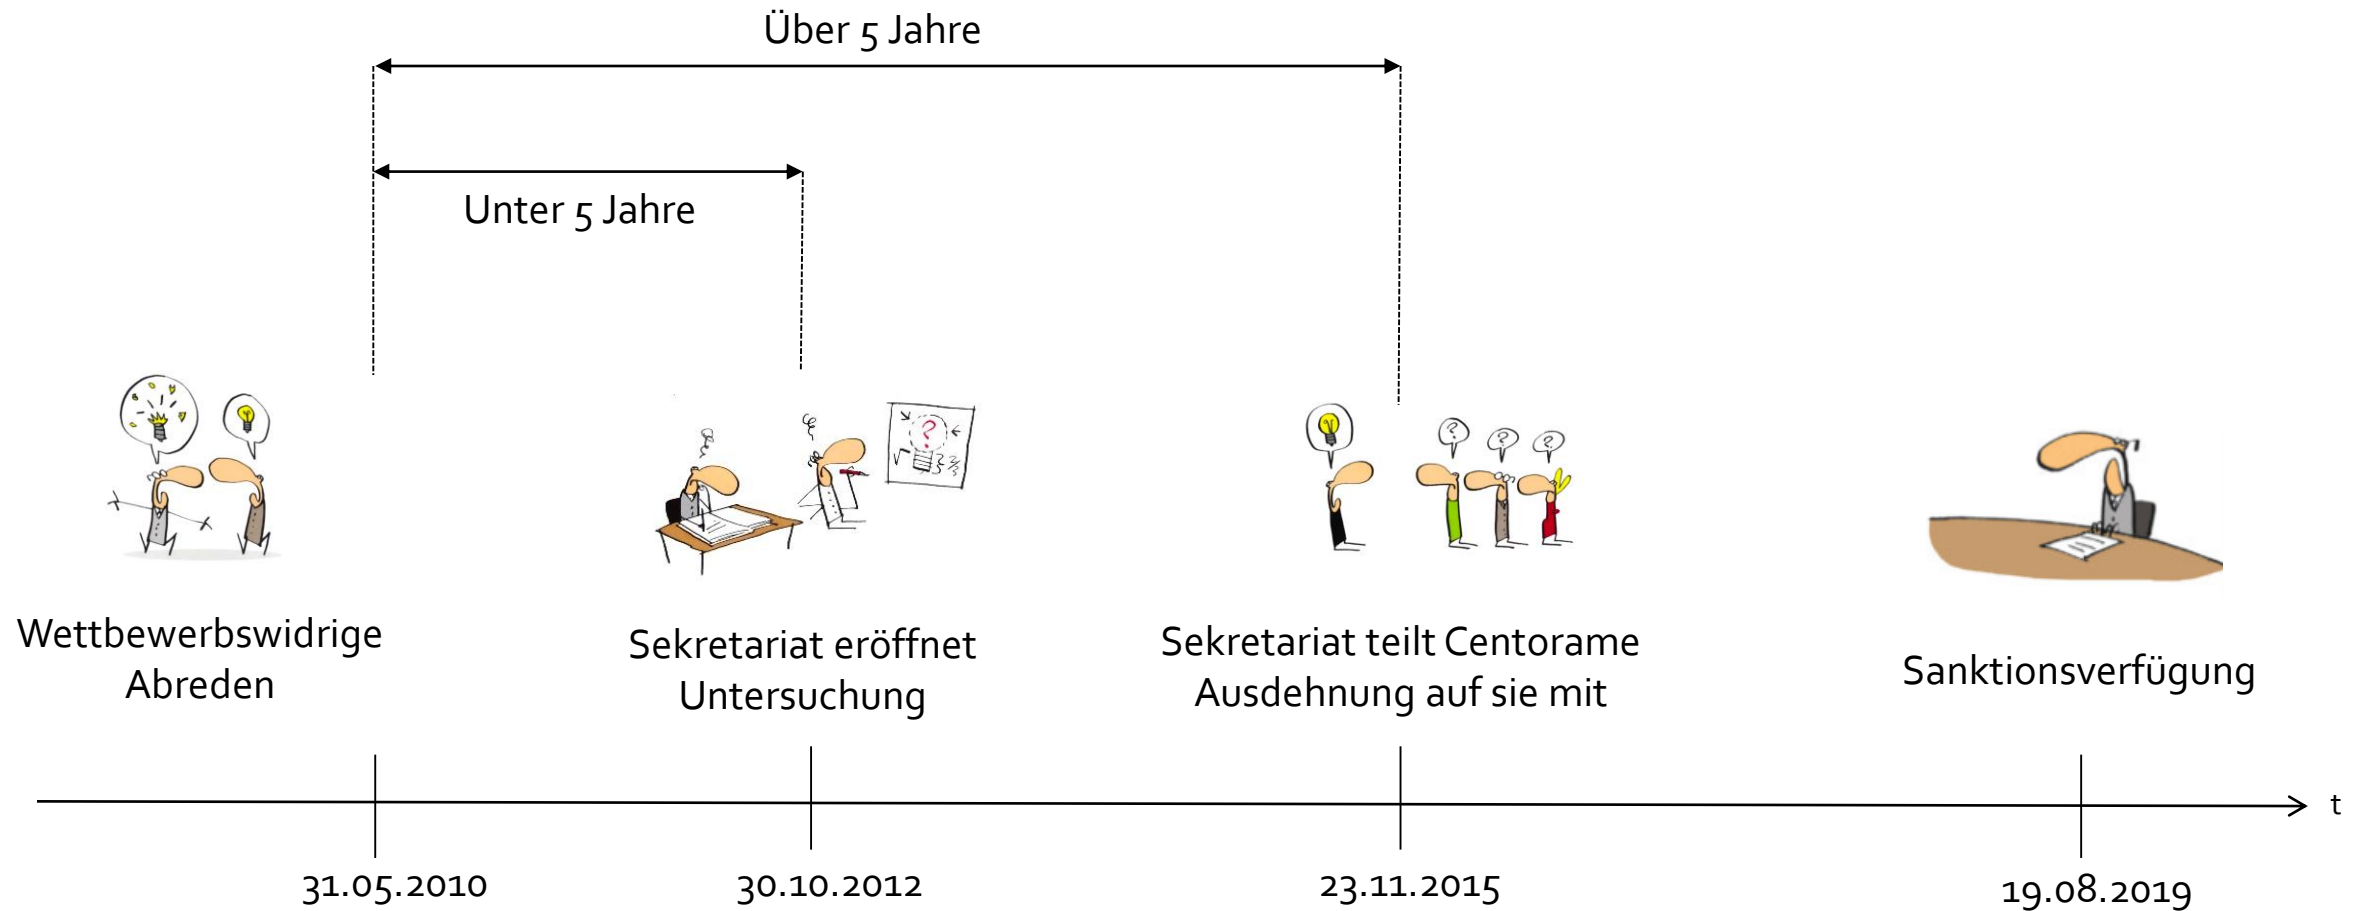 Über 5 Jahre
Unter 5 Jahre
?
? ? ?
Wettbewerbswidrige
Abreden
Sekretariat eröffnet
Untersuchung
Sekretariat teilt Centorame
Ausdehnung auf sie mit
Sanktionsverfügung
t
31.05.2010
30.10.2012
23.11.2015
19.08.2019